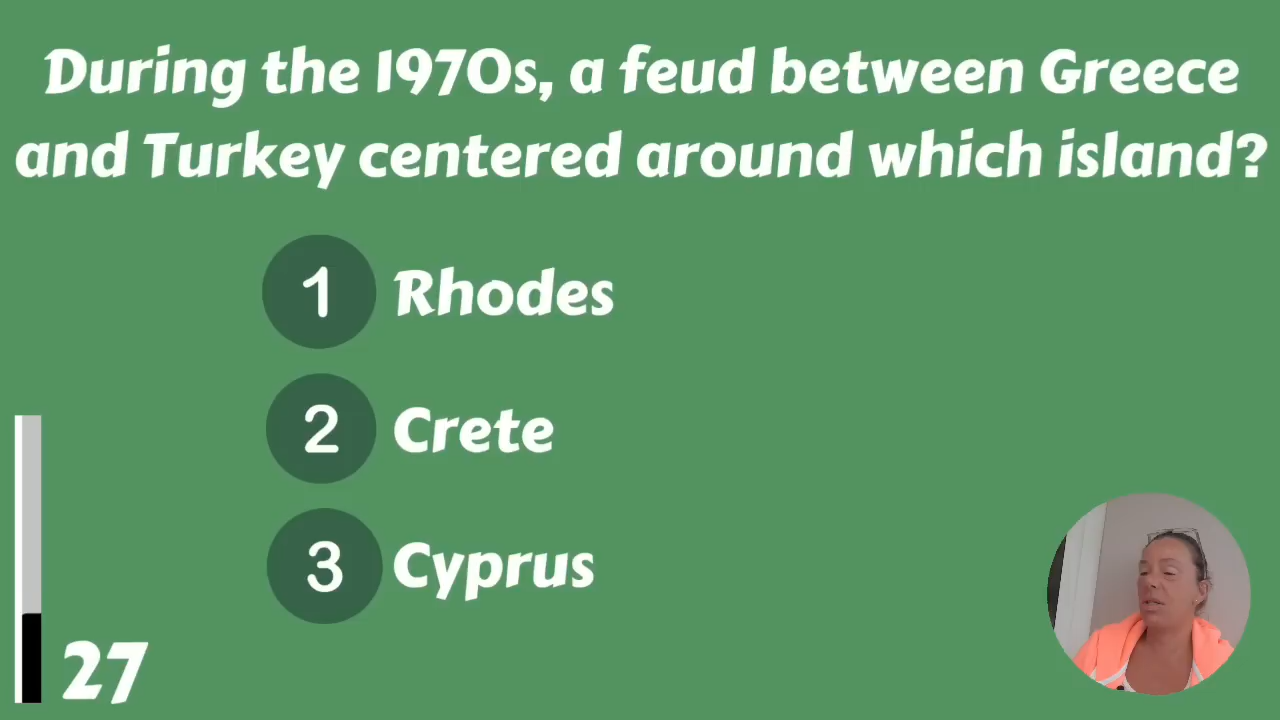 During the 1970s, a feud between Greece
and Turkey centered around which island?
1 Rhodes
2 Crete
3 Cyprus
27